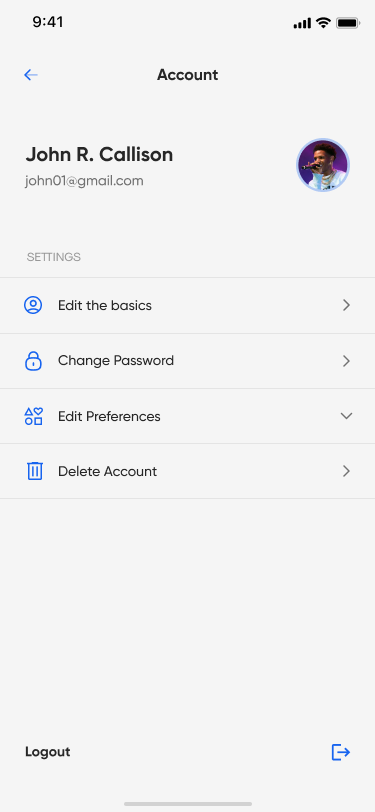 9:41
Account
John R. Callison
john01@gmail.com
SETTINGS
Edit the basics
Change Password
Edit Preferences
Delete Account
Logout